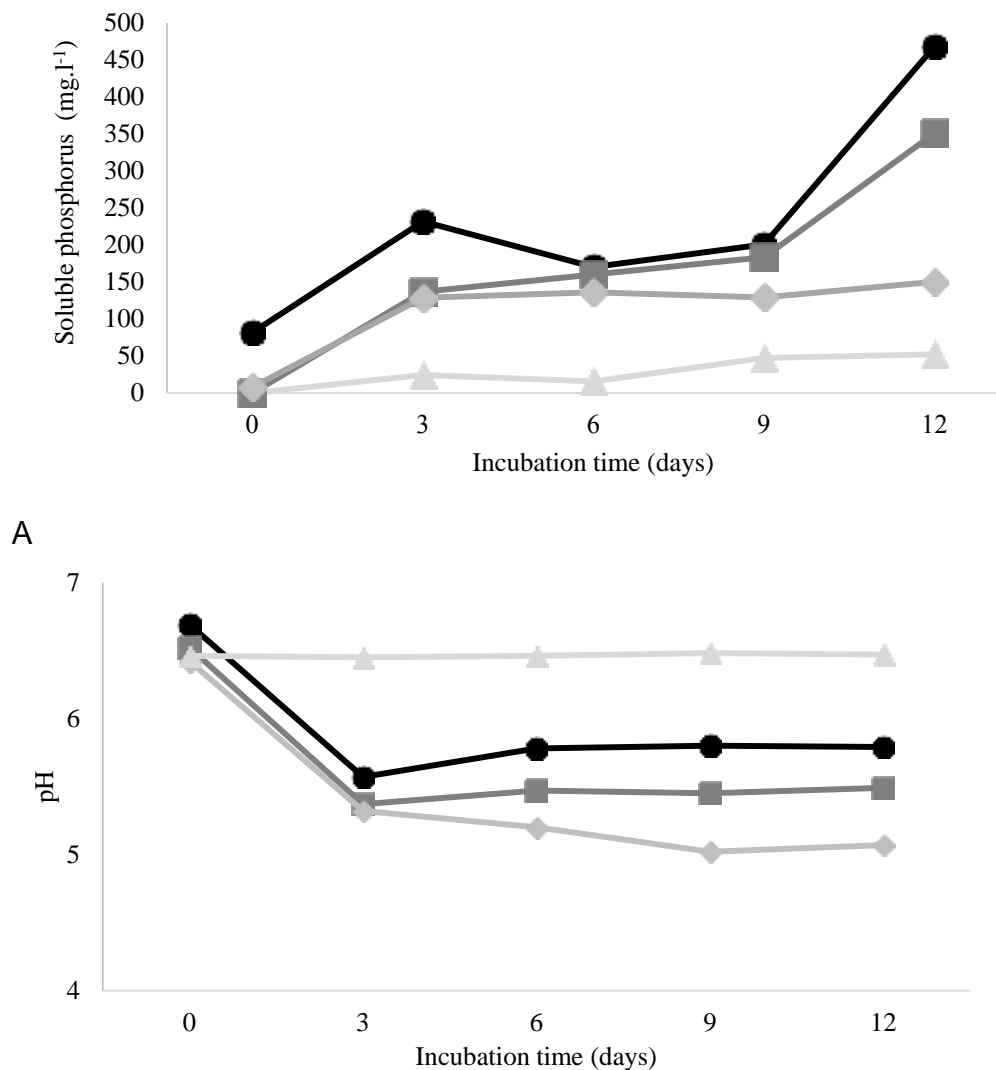 500
450
400
350
300
250
200
150
100
50
0
Soluble phosphorus (mg.l⁻¹)
0 3 6 9 12
Incubation time (days)
A
7
6
5
4
pH
0 3 6 9 12
Incubation time (days)